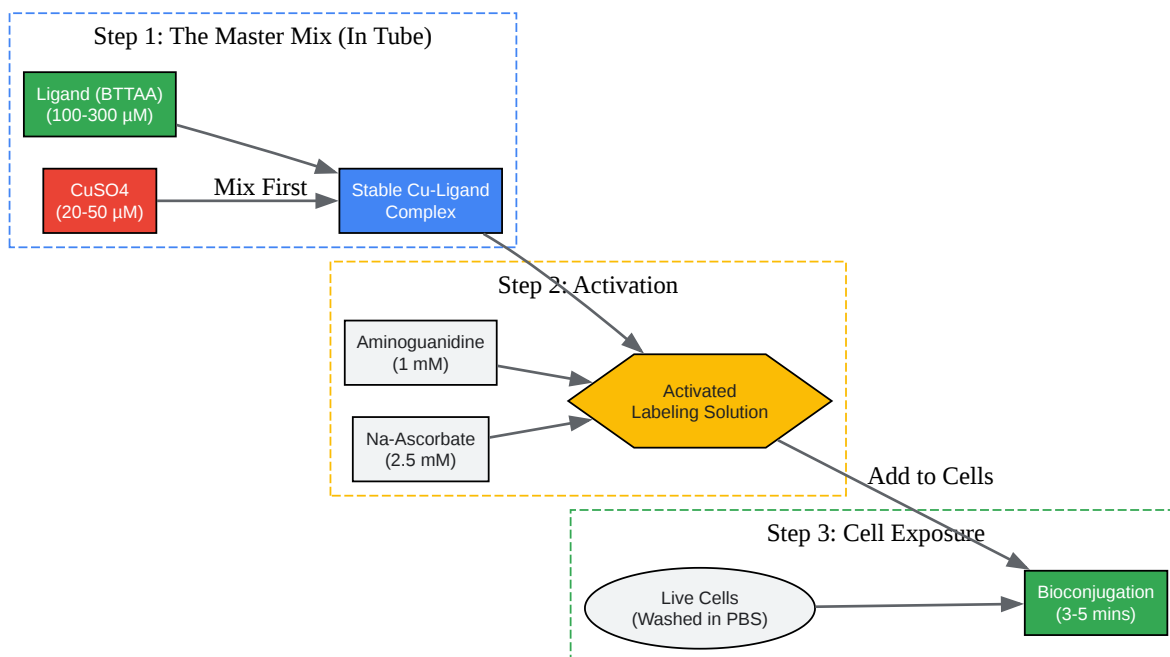 Step 1: The Master Mix (In Tube)
Ligand (BTTAA)
(100-300 µM)
CuSO4
(20-50 µM)
Mix First
Stable Cu-Ligand
Complex
Step 2: Activation
Aminoguanidine
(1 mM)
Na-Ascorbate
(2.5 mM)
Activated
Labeling Solution
Add to Cells
Step 3: Cell Exposure
Live Cells
(Washed in PBS)
Bioconjugation
(3-5 mins)